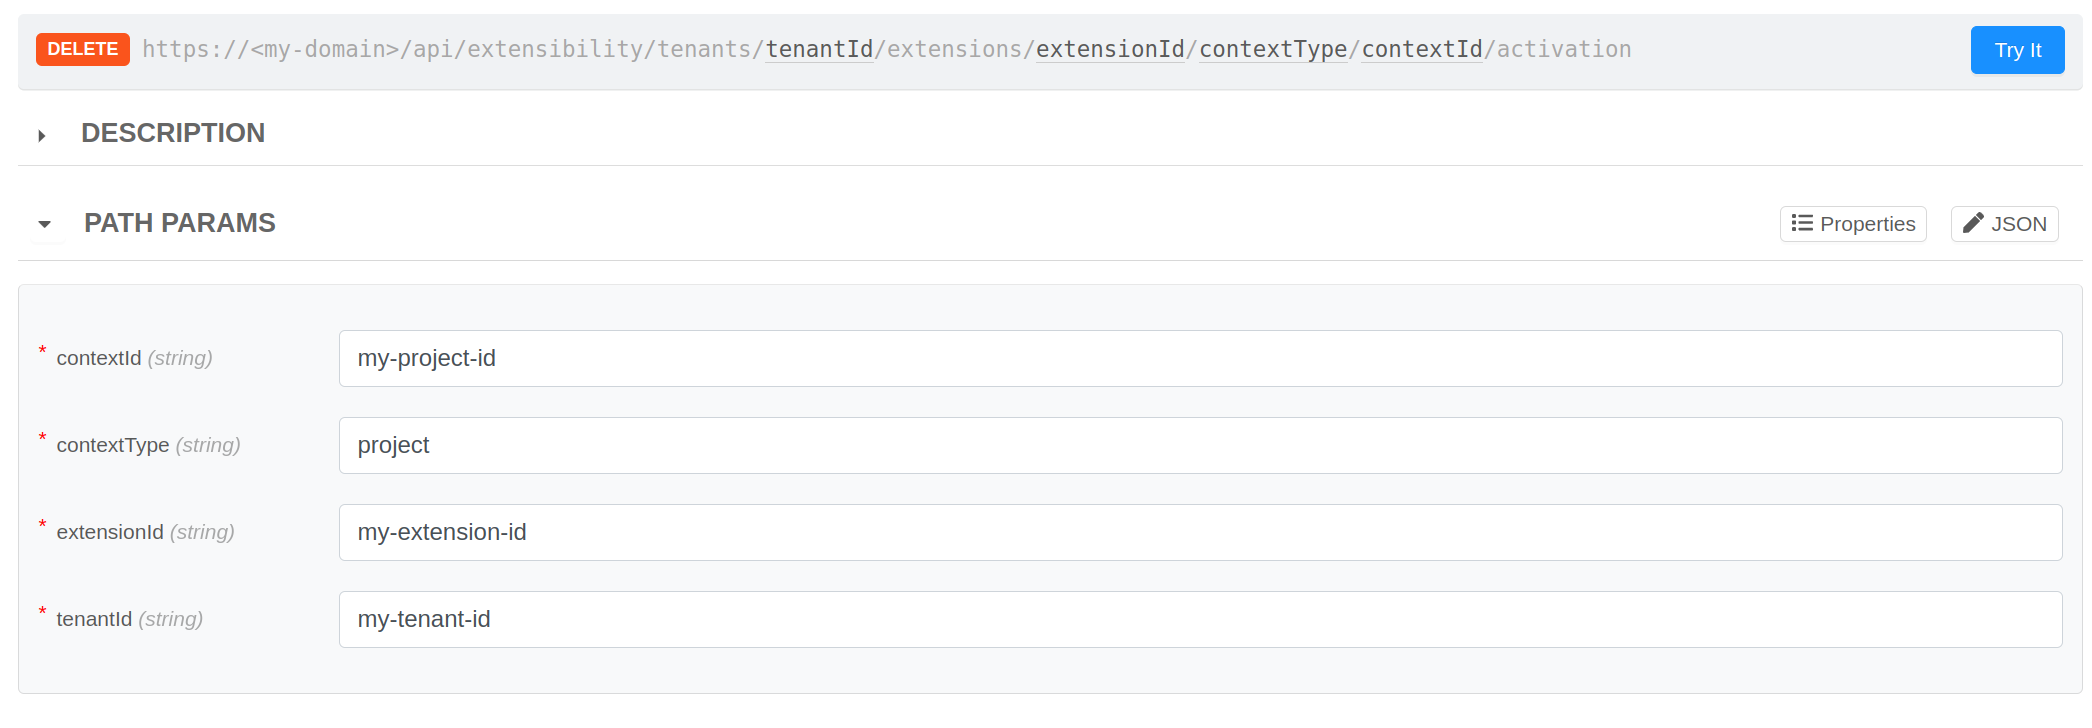 DELETE https://<my-domain>/api/extensibility/tenants/tenantId/extensions/extensionId/contextType/contextId/activation Try It
DESCRIPTION
PATH PARAMS Properties JSON
* contextId (string) my-project-id
* contextType (string) project
* extensionId (string) my-extension-id
* tenantId (string) my-tenant-id